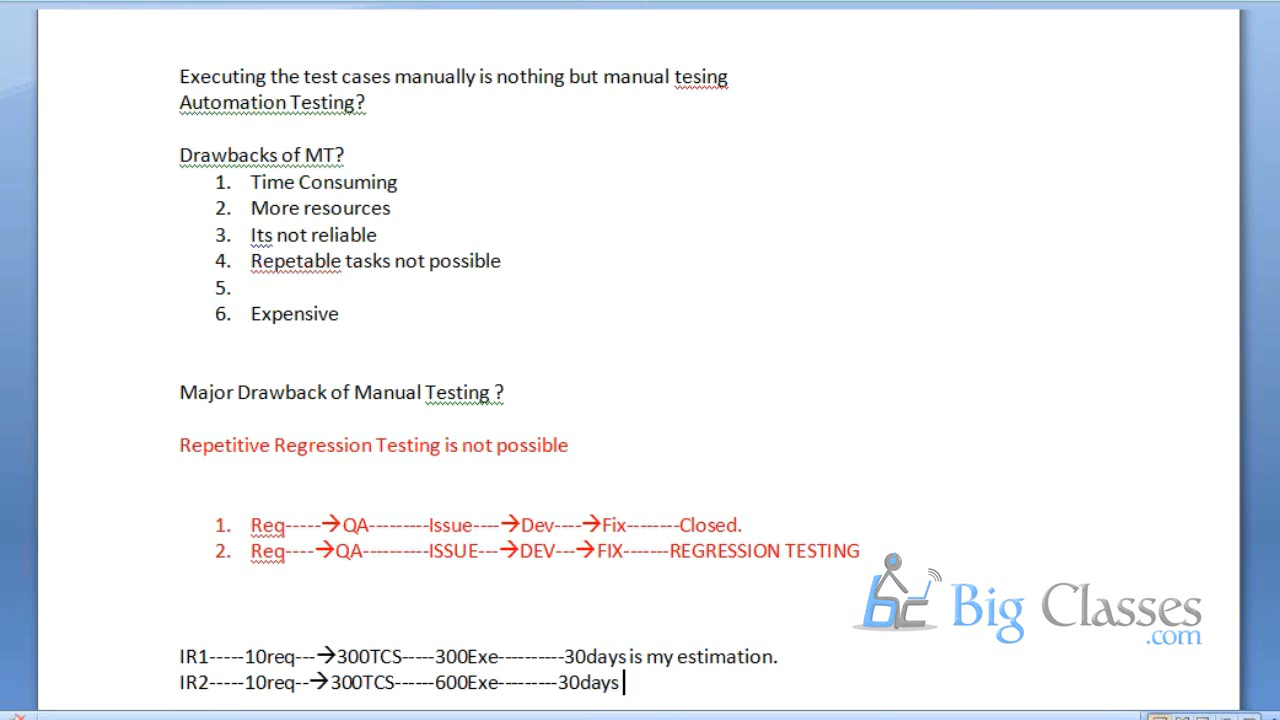 Executing the test cases manually is nothing but manual tesing
Automation Testing?
Drawbacks of MT?
1. Time Consuming
2. More resources
3. Its not reliable
4. Repetable tasks not possible
5.
6. Expensive
Major Drawback of Manual Testing ?
Repetitive Regression Testing is not possible
1. Req-----→QA---------Issue----→Dev----→Fix--------Closed.
2. Req----→QA----------ISSUE---→DEV---→FIX-------REGRESSION TESTING
bc Big Classes
.com
IR1-----10req---→300TCS-----300Exe----------30days is my estimation.
IR2-----10req--→300TCS------600Exe---------30days